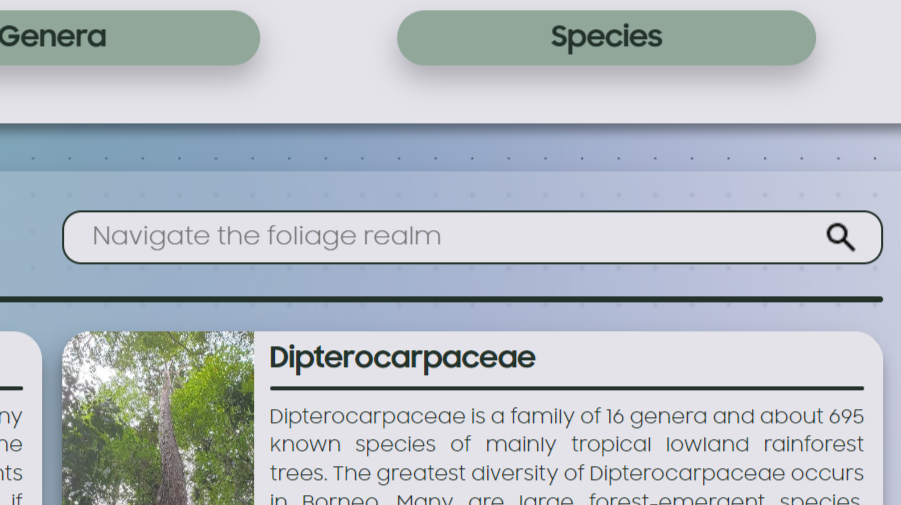 Genera
Species
Navigate the foliage realm
Dipterocarpaceae
ny
Dipterocarpaceae is a family of 16 genera and about 695
ne
known species of mainly tropical lowland rainforest
nts
trees. The greatest diversity of Dipterocarpaceae occurs
if
in Borneo. Many are large forest-emergent species,